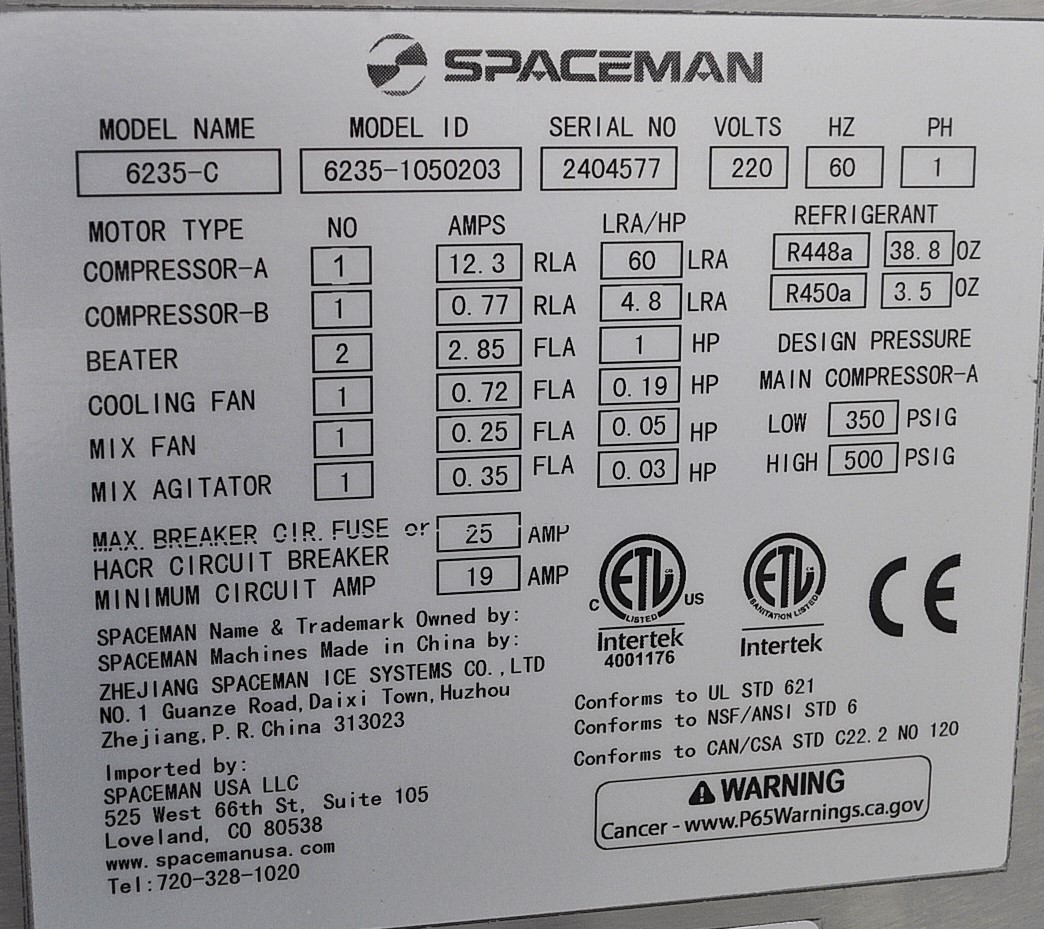 SPACEMAN
MODEL NAME MODEL ID SERIAL NO VOLTS HZ PH
6235-C 6235-1050203 2404577 220 60 1
MOTOR TYPE NO AMPS LRA/HP REFRIGERANT
COMPRESSOR-A 1 12.3 RLA 60 LRA R448a 38.8 OZ
COMPRESSOR-B 1 0.77 RLA 4.8 LRA R450a 3.5 OZ
BEATER 2 2.85 FLA 1 HP DESIGN PRESSURE
COOLING FAN 1 0.72 FLA 0.19 HP MAIN COMPRESSOR-A
MIX FAN 1 0.25 FLA 0.05 HP LOW 350 PSIG
MIX AGITATOR 1 0.35 FLA 0.03 HP HIGH 500 PSIG
MAX. BREAKER CIR. FUSE or 25 AMP
HACR CIRCUIT BREAKER
MINIMUM CIRCUIT AMP 19 AMP
SPACEMAN Name & Trademark Owned by:
SPACEMAN Machines Made in China by:
ZHEJIANG SPACEMAN ICE SYSTEMS CO.,LTD
NO.1 Guanze Road,Daixi Town,Huzhou
Zhejiang,P.R.China 313023
Imported by:
SPACEMAN USA LLC
525 West 66th St, Suite 105
Loveland, CO 80538
www.spacemanusa.com
Tel:720-328-1020
ETL
C US
LISTED
Intertek
4001176
ETL
SANITATION LISTED
Intertek
CE
Conforms to UL STD 621
Conforms to NSF/ANSI STD 6
Conforms to CAN/CSA STD C22.2 NO 120
WARNING
Cancer - www.P65Warnings.ca.gov